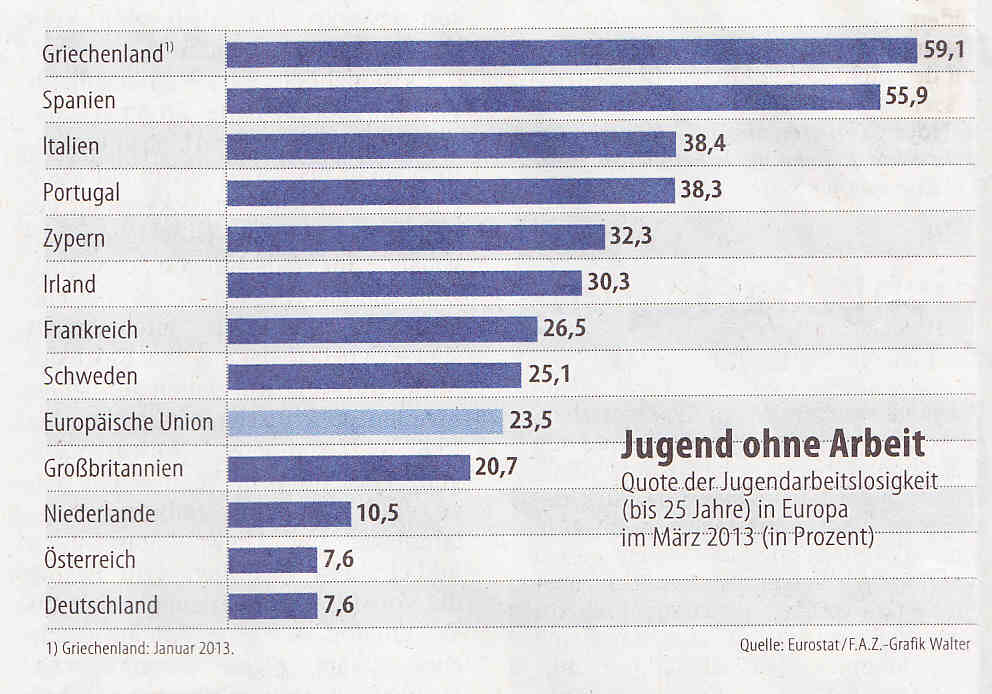 Griechenland¹⁾ 59,1
Spanien 55,9
Italien 38,4
Portugal 38,3
Zypern 32,3
Irland 30,3
Frankreich 26,5
Schweden 25,1
Europäische Union 23,5
Großbritannien 20,7
Niederlande 10,5
Österreich 7,6
Deutschland 7,6
Jugend ohne Arbeit
Quote der Jugendarbeitslosigkeit
(bis 25 Jahre) in Europa
im März 2013 (in Prozent)
1) Griechenland: Januar 2013.
Quelle: Eurostat/F.A.Z.-Grafik Walter